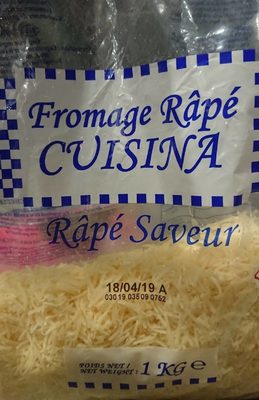 Fromage Râpé
CUISINA
Râpé Saveur
18/04/19 A
030 19 035 09 0752
POIDS NET /
NET WEIGHT : 1 KG ℮